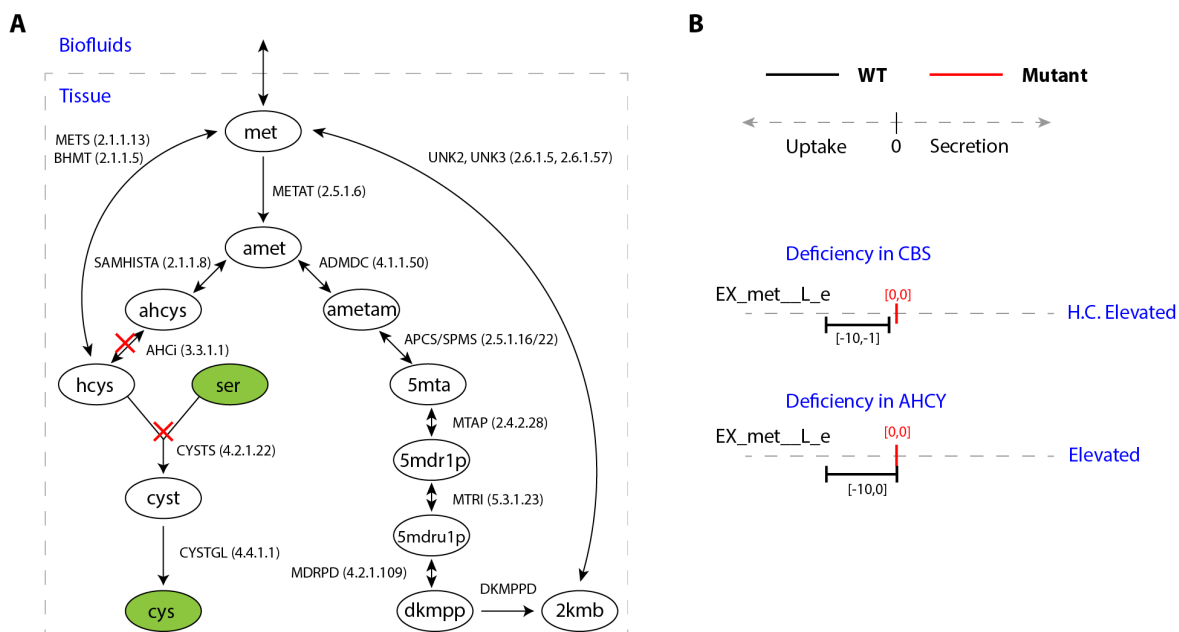 A
Biofluids
Tissue
met
METS (2.1.1.13)
BHMT (2.1.1.5)
UNK2, UNK3 (2.6.1.5, 2.6.1.57)
METAT (2.5.1.6)
amet
SAMHISTA (2.1.1.8)
ADMDC (4.1.1.50)
ahcys
ametam
AHCi (3.3.1.1)
APCS/SPMS (2.5.1.16/22)
hcys
ser
5mta
CYSTS (4.2.1.22)
MTAP (2.4.2.28)
5mdr1p
cyst
MTRI (5.3.1.23)
5mdru1p
CYSTGL (4.4.1.1)
MDRPD (4.2.1.109)
DKMPPD
cys
dkmpp
2kmb
B
WT
Mutant
Uptake 0 Secretion
Deficiency in CBS
EX_met__L_e
[0,0]
H.C. Elevated
[-10,-1]
Deficiency in AHCY
EX_met__L_e
[0,0]
Elevated
[-10,0]